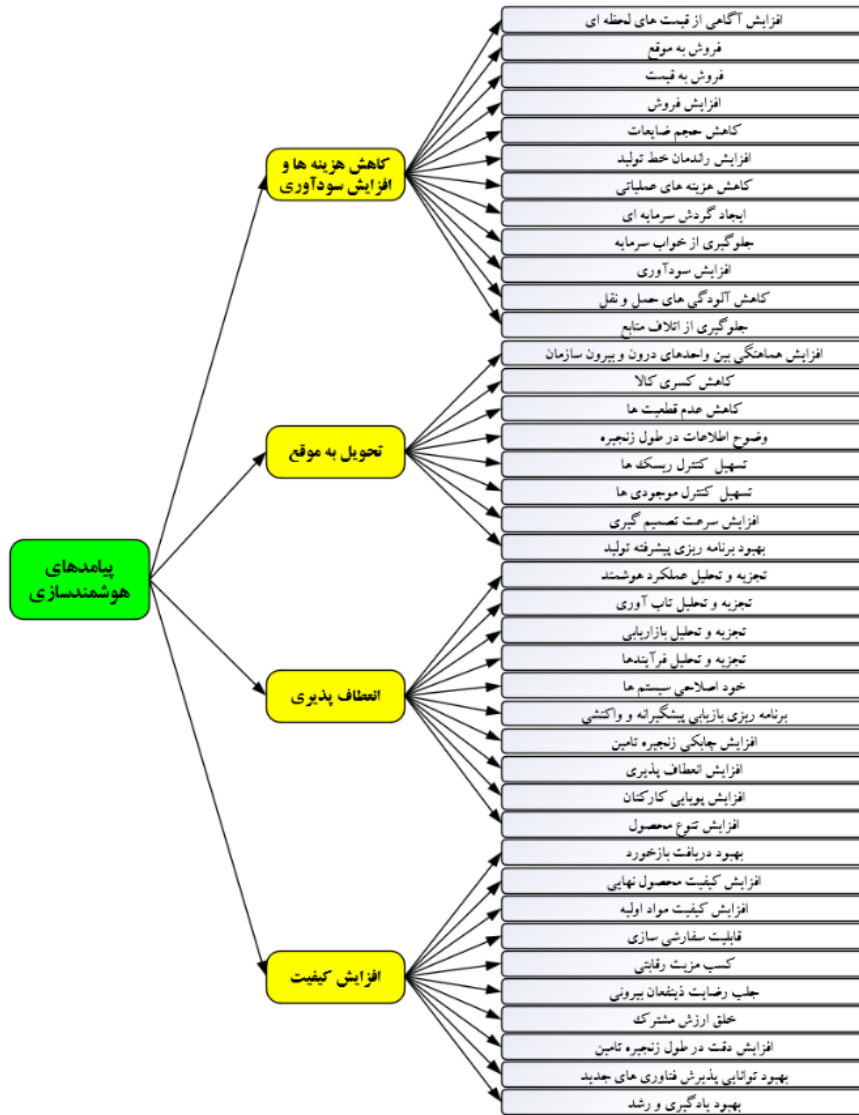 افزایش آگاهی از قیمت های لحظه ای
فروش به موقع
فروش به قیمت
افزایش فروش
کاهش حجم ضایعات
افزایش راندمان خط تولید
کاهش هزینه های عملیاتی
ایجاد گردش سرمایه ای
جلوگیری از خواب سرمایه
افزایش سودآوری
کاهش آلودگی های حمل و نقل
جلوگیری از اتلاف منابع
کاهش هزینه ها و
افزایش سودآوری
افزایش هماهنگی بین واحدهای درون و بیرون سازمان
کاهش کسری کالا
کاهش عدم قطعیت ها
وضوح اطلاعات در طول زنجیره
تسهیل کنترل ریسک ها
تسهیل کنترل موجودی ها
افزایش سرعت تصمیم گیری
بهبود برنامه ریزی پیشرفته تولید
تحویل به موقع
پیامدهای
هوشمندسازی
تجزیه و تحلیل عملکرد هوشمند
تجزیه و تحلیل تاب آوری
تجزیه و تحلیل بازاریابی
تجزیه و تحلیل فرآیندها
خود اصلاحی سیستم ها
برنامه ریزی بازیابی پیشگیرانه و واکنشی
افزایش چابکی زنجیره تامین
افزایش انعطاف پذیری
افزایش پویایی کارکنان
افزایش تنوع محصول
انعطاف پذیری
بهبود دریافت بازخورد
افزایش کیفیت محصول نهایی
افزایش کیفیت مواد اولیه
قابلیت سفارشی سازی
کسب مزیت رقابتی
جلب رضایت ذینفعان بیرونی
خلق ارزش مشترک
افزایش دقت در طول زنجیره تامین
بهبود توانایی پذیرش فناوری های جدید
بهبود یادگیری و رشد
افزایش کیفیت